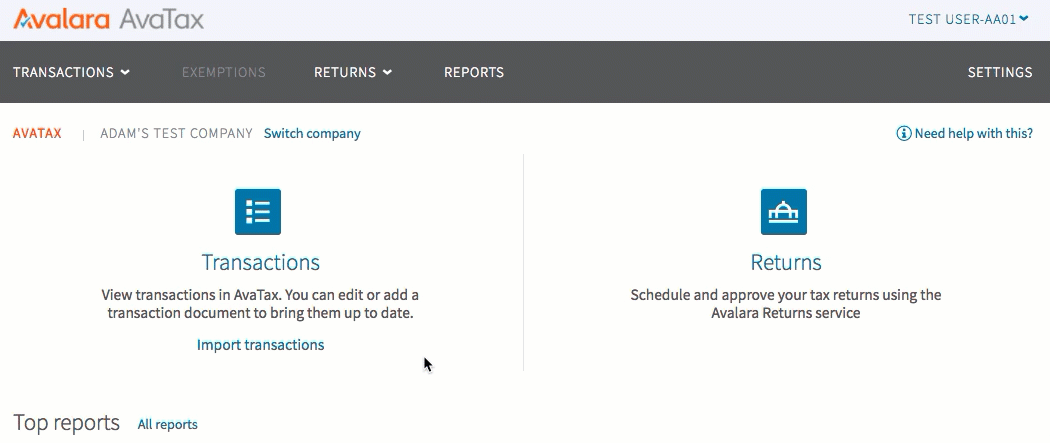 Avalara AvaTax
TEST USER-AA01
TRANSACTIONS
EXEMPTIONS
RETURNS
REPORTS
SETTINGS
AVATAX | ADAM'S TEST COMPANY Switch company
Need help with this?
Transactions
View transactions in AvaTax. You can edit or add a
transaction document to bring them up to date.
Import transactions
Returns
Schedule and approve your tax returns using the
Avalara Returns service
Top reports All reports